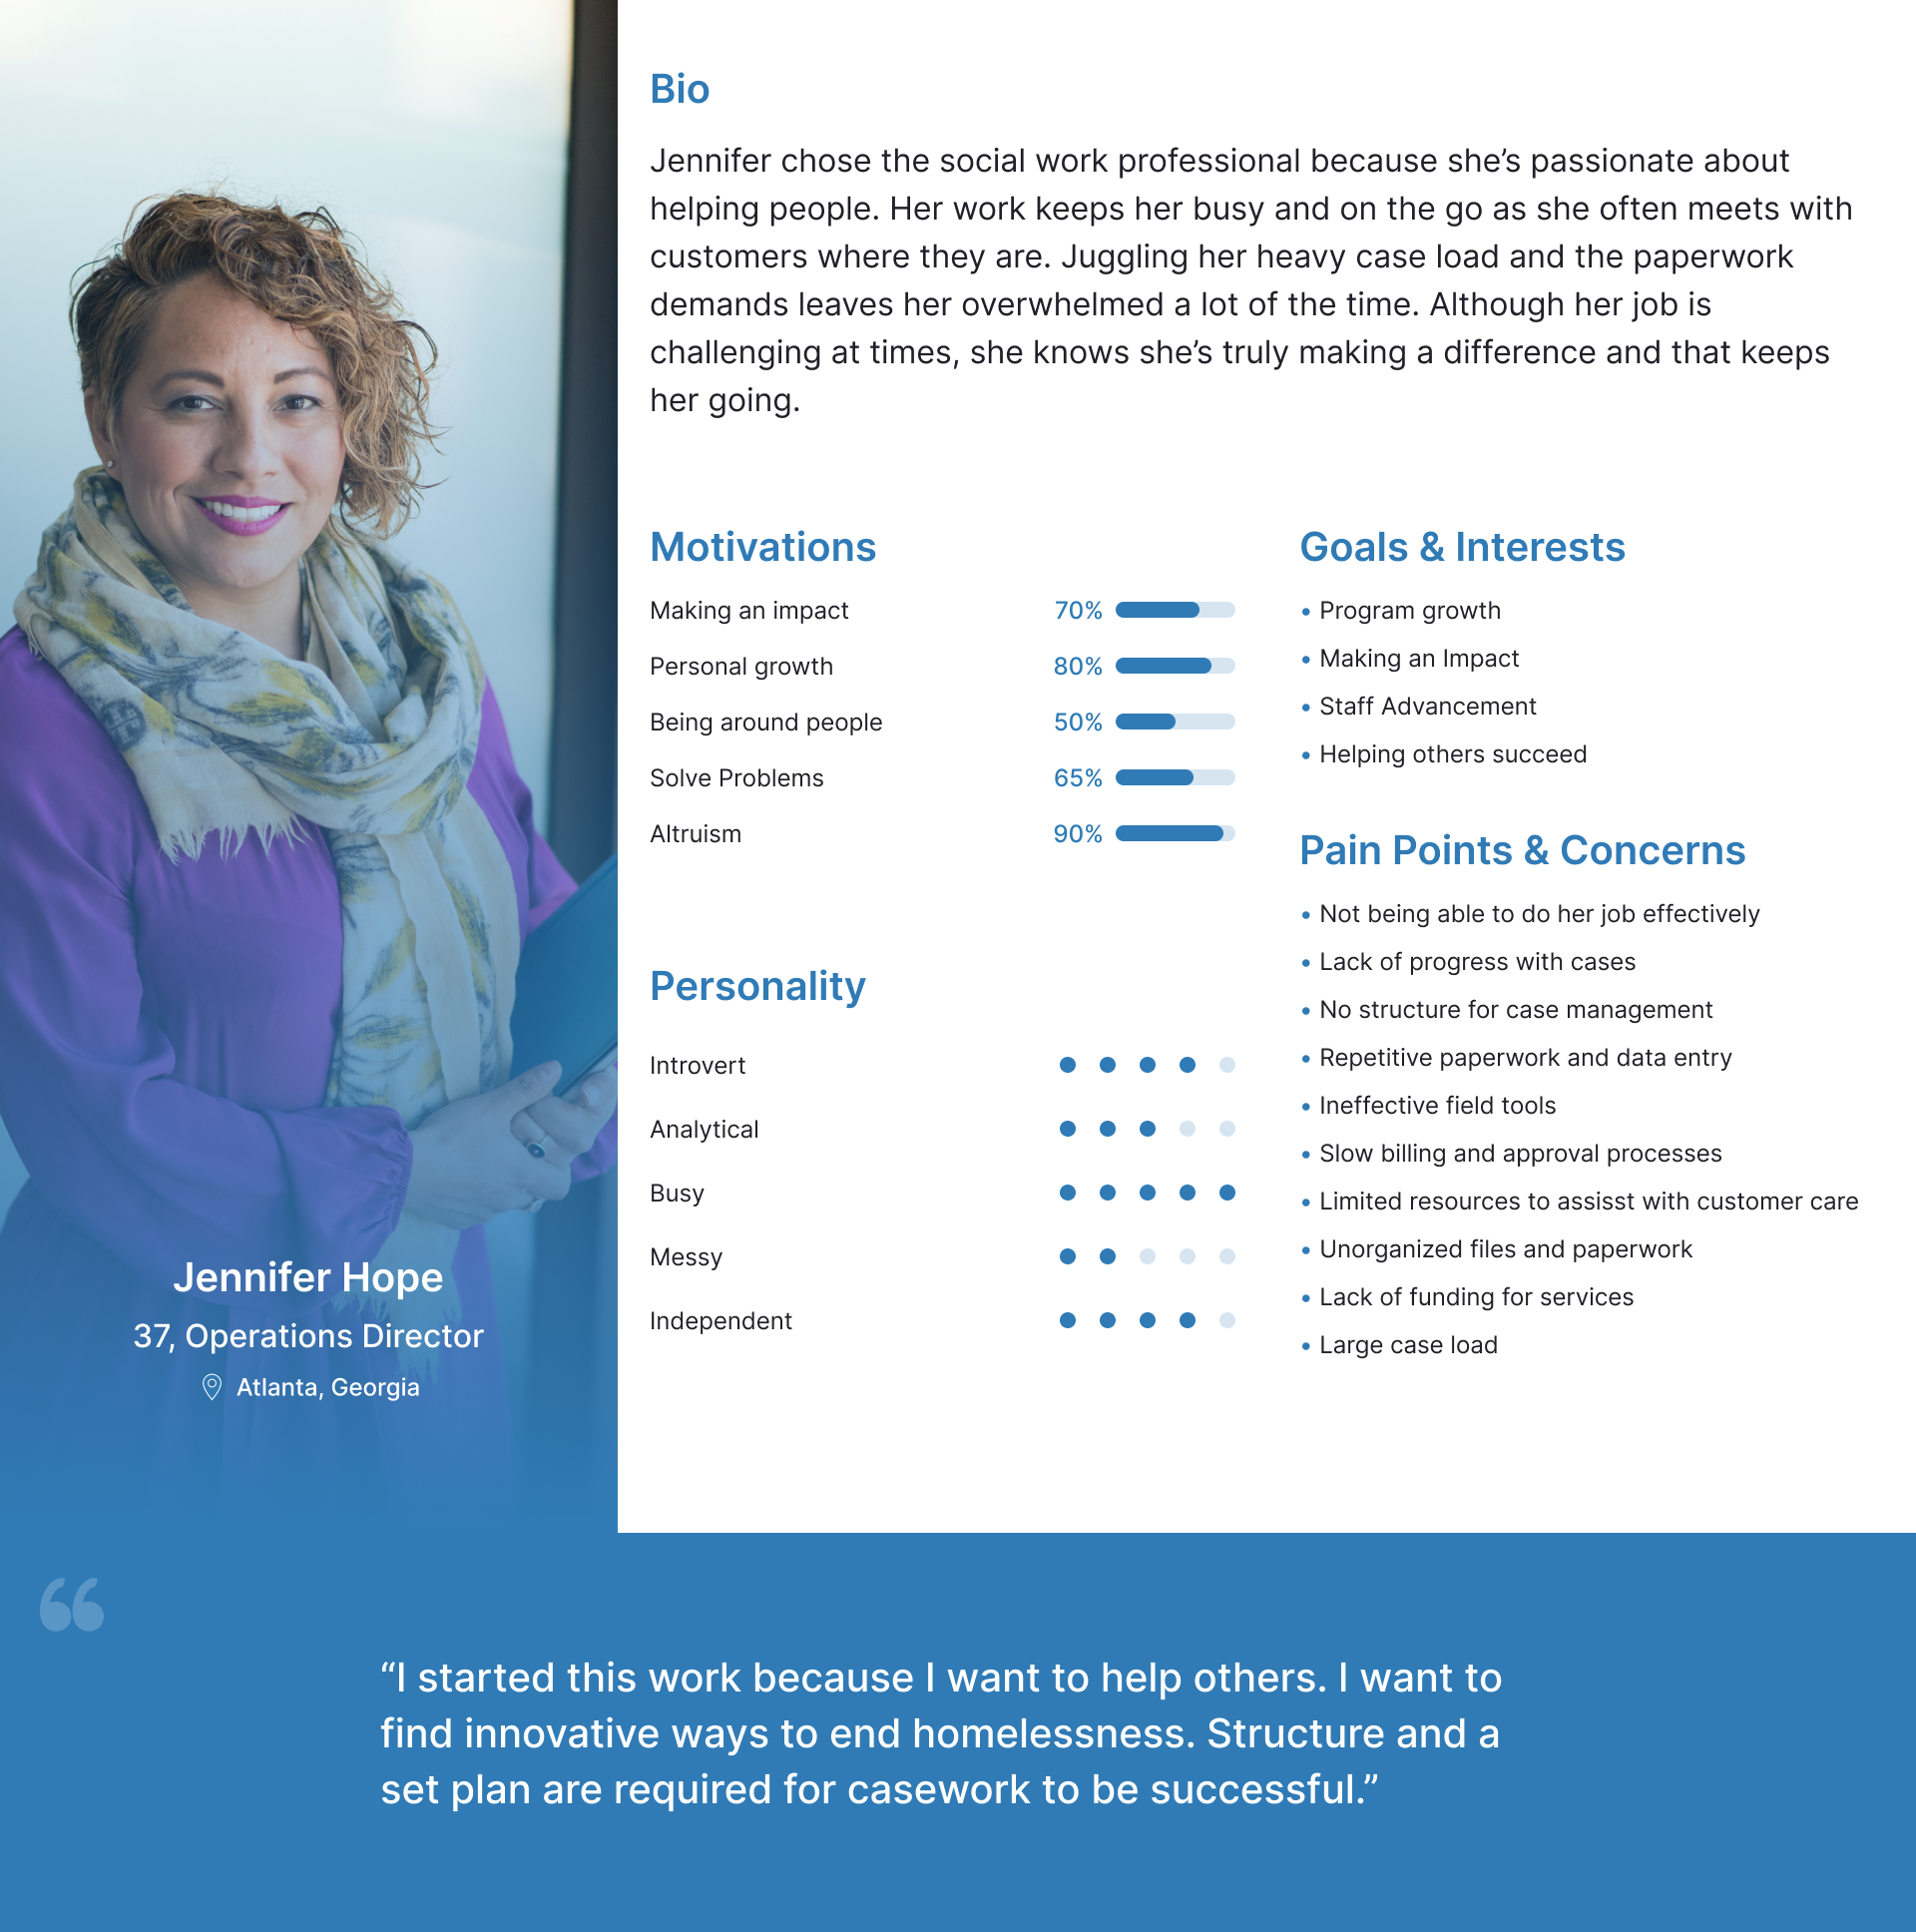 Bio
Jennifer chose the social work professional because she’s passionate about
helping people. Her work keeps her busy and on the go as she often meets with
customers where they are. Juggling her heavy case load and the paperwork
demands leaves her overwhelmed a lot of the time. Although her job is
challenging at times, she knows she’s truly making a difference and that keeps
her going.
Motivations
Making an impact 70%
Personal growth 80%
Being around people 50%
Solve Problems 65%
Altruism 90%
Personality
Introvert
Analytical
Busy
Messy
Independent
Goals & Interests
• Program growth
• Making an Impact
• Staff Advancement
• Helping others succeed
Pain Points & Concerns
• Not being able to do her job effectively
• Lack of progress with cases
• No structure for case management
• Repetitive paperwork and data entry
• Ineffective field tools
• Slow billing and approval processes
• Limited resources to assisst with customer care
• Unorganized files and paperwork
• Lack of funding for services
• Large case load
Jennifer Hope
37, Operations Director
Atlanta, Georgia
“I started this work because I want to help others. I want to
find innovative ways to end homelessness. Structure and a
set plan are required for casework to be successful.”